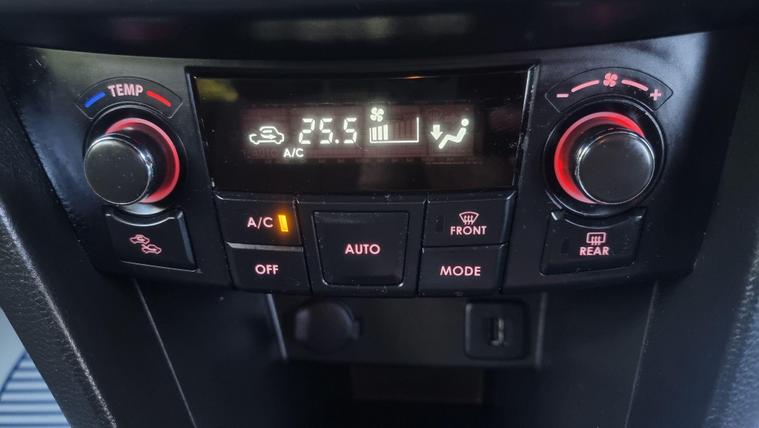 TEMP
- +
25.5
A/C
A/C
OFF
AUTO
FRONT
MODE
REAR